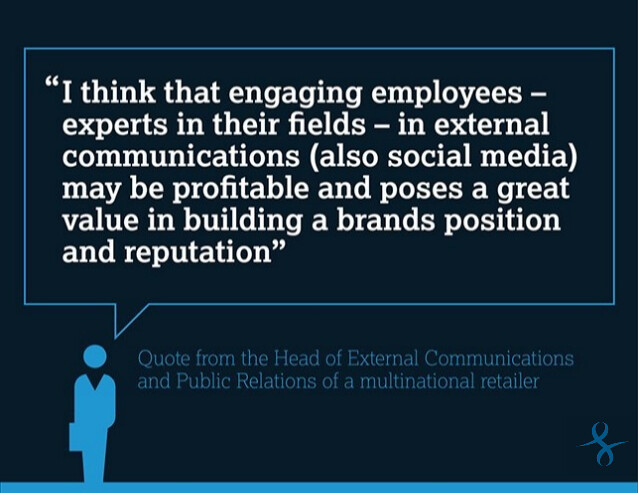 “I think that engaging employees –
experts in their fields – in external
communications (also social media)
may be profitable and poses a great
value in building a brands position
and reputation”
Quote from the Head of External Communications
and Public Relations of a multinational retailer